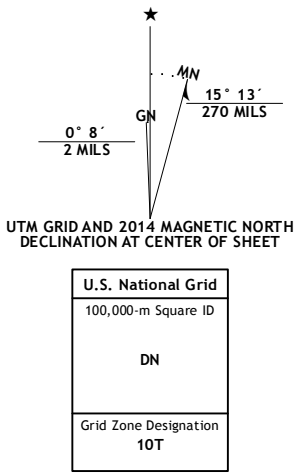 ★
MN
GN
15° 13´
270 MILS
0° 8´
2 MILS
UTM GRID AND 2014 MAGNETIC NORTH
DECLINATION AT CENTER OF SHEET
U.S. National Grid
100,000-m Square ID
DN
Grid Zone Designation
10T